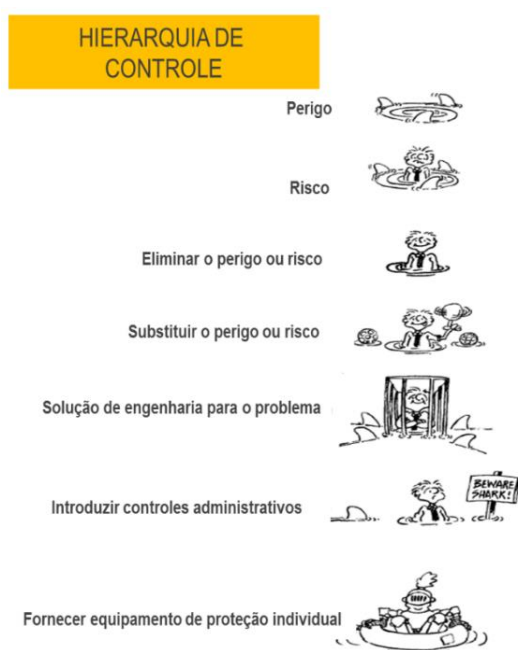 HIERARQUIA DE
CONTROLE
Perigo
Risco
Eliminar o perigo ou risco
Substituir o perigo ou risco
Solução de engenharia para o problema
Introduzir controles administrativos
BEWARE
SHARK!
Fornecer equipamento de proteção individual